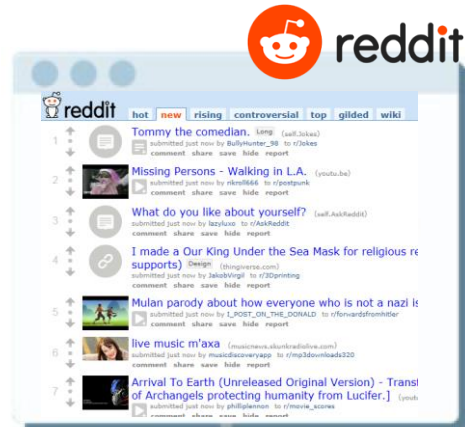 reddit
reddit hot new rising controversial top gilded wiki
1 Tommy the comedian. Long (self.Jokes)
submitted just now by BullyHunter_98 to r/Jokes
comment share save hide report
2 Missing Persons - Walking in L.A. (youtu.be)
submitted just now by nkroll666 to r/postpunk
comment share save hide report
3 What do you like about yourself? (self.AskReddit)
submitted just now by lazyluxo to r/AskReddit
comment share save hide report
4 I made a Our King Under the Sea Mask for religious re
supports) Design (thingiverse.com)
submitted just now by JakobVirgil to r/3Dprinting
comment share save hide report
5 Mulan parody about how everyone who is not a nazi is
submitted just now by I_POST_ON_THE_DONALD to r/forwardsfromhitler
comment share save hide report
6 live music m'axa (musicnews.skunkradiolive.com)
submitted just now by musicdiscoveryapp to r/mp3downloads320
comment share save hide report
7 Arrival To Earth (Unreleased Original Version) - Transf
of Archangels protecting humanity from Lucifer.] (youtu
submitted just now by philliplennon to r/movie_scores
comment share save hide report